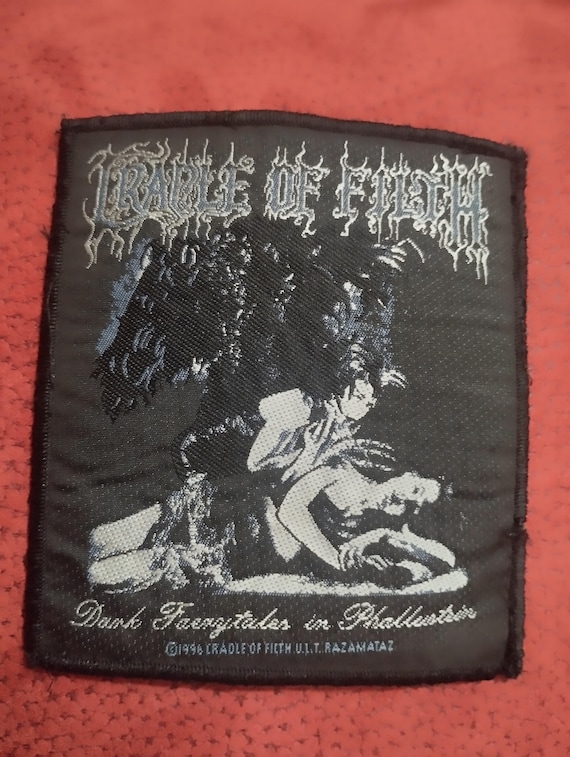 CRADLE OF FILTH
Dark Faerytales in Phallustein
©1996 CRADLE OF FILTH U.L.T. RAZAMATAZ